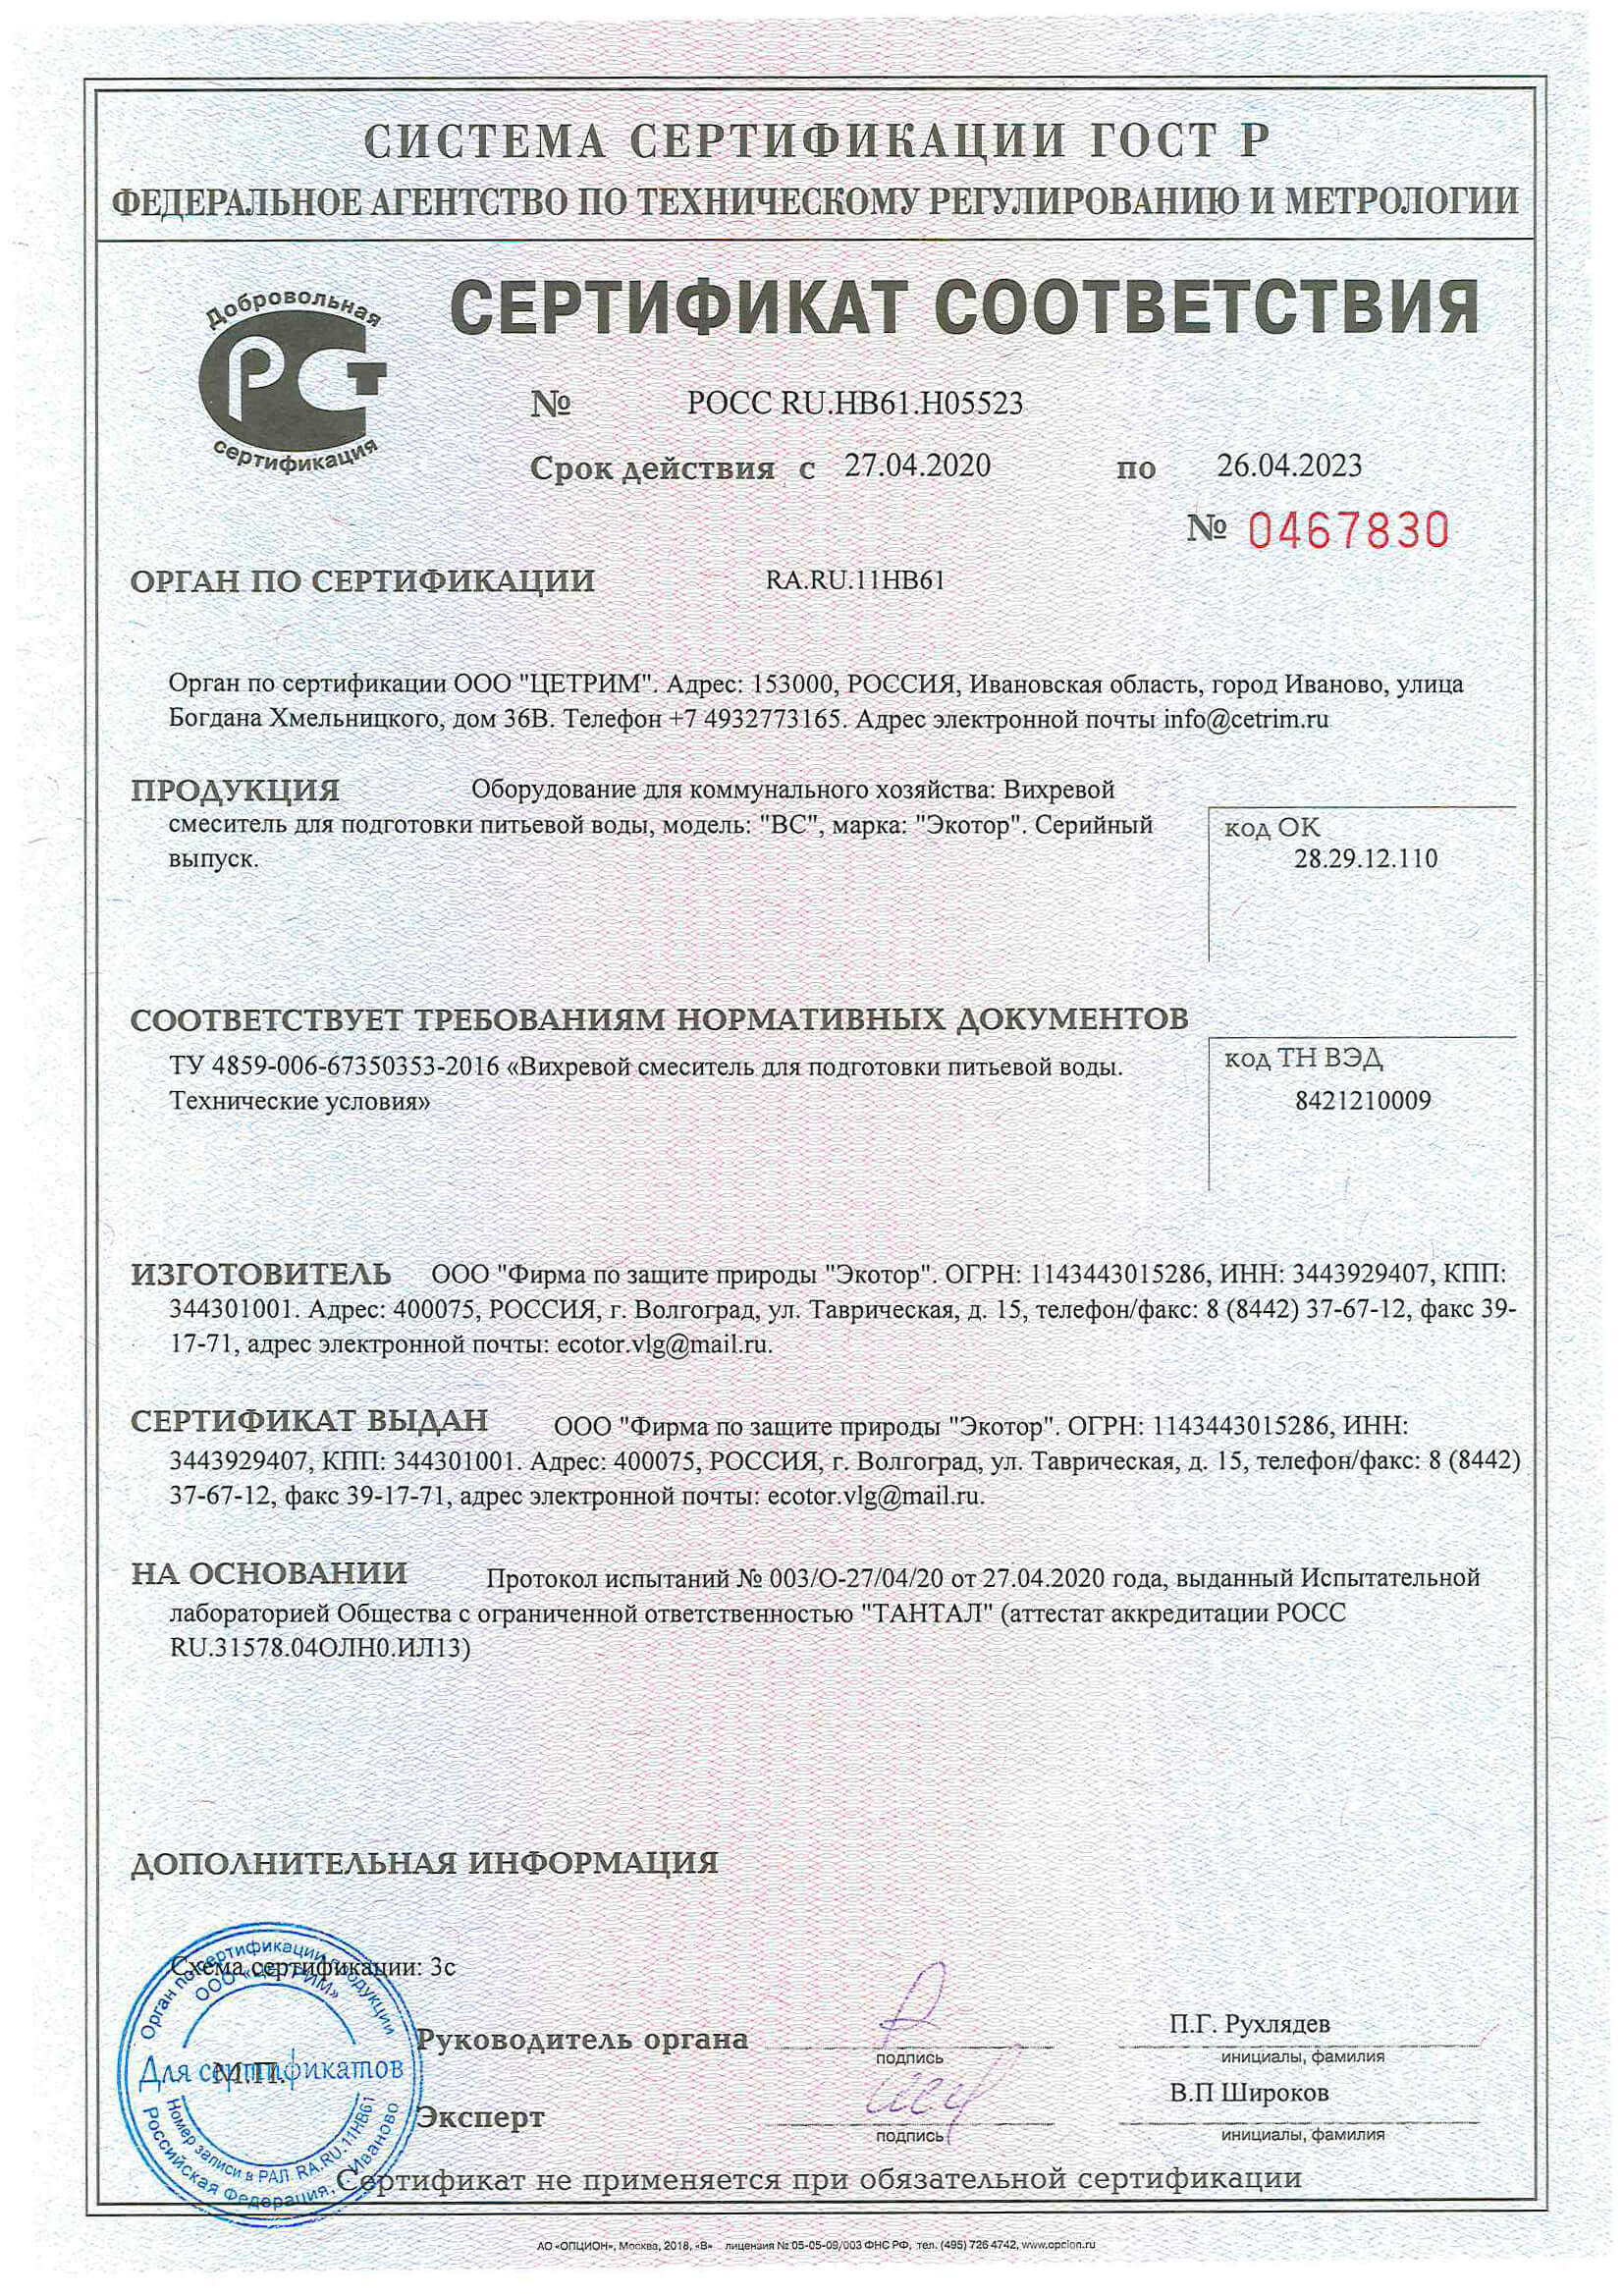 СИСТЕМА СЕРТИФИКАЦИИ ГОСТ Р
ФЕДЕРАЛЬНОЕ АГЕНТСТВО ПО ТЕХНИЧЕСКОМУ РЕГУЛИРОВАНИЮ И МЕТРОЛОГИИ
Добровольная
РСТ
сертификация
СЕРТИФИКАТ СООТВЕТСТВИЯ
№ РОСС RU.НВ61.Н05523
Срок действия с 27.04.2020 по 26.04.2023
№ 0467830
ОРГАН ПО СЕРТИФИКАЦИИ RA.RU.11НВ61
Орган по сертификации ООО "ЦЕТРИМ". Адрес: 153000, РОССИЯ, Ивановская область, город Иваново, улица
Богдана Хмельницкого, дом 36В. Телефон +7 4932773165. Адрес электронной почты info@cetrim.ru
ПРОДУКЦИЯ Оборудование для коммунального хозяйства: Вихревой
смеситель для подготовки питьевой воды, модель: "ВС", марка: "Экотор". Серийный
выпуск.
код ОК
28.29.12.110
СООТВЕТСТВУЕТ ТРЕБОВАНИЯМ НОРМАТИВНЫХ ДОКУМЕНТОВ
ТУ 4859-006-67350353-2016 «Вихревой смеситель для подготовки питьевой воды.
Технические условия»
код ТН ВЭД
8421210009
ИЗГОТОВИТЕЛЬ ООО "Фирма по защите природы "Экотор". ОГРН: 1143443015286, ИНН: 3443929407, КПП:
344301001. Адрес: 400075, РОССИЯ, г. Волгоград, ул. Таврическая, д. 15, телефон/факс: 8 (8442) 37-67-12, факс 39-
17-71, адрес электронной почты: ecotor.vlg@mail.ru.
СЕРТИФИКАТ ВЫДАН ООО "Фирма по защите природы "Экотор". ОГРН: 1143443015286, ИНН:
3443929407, КПП: 344301001. Адрес: 400075, РОССИЯ, г. Волгоград, ул. Таврическая, д. 15, телефон/факс: 8 (8442)
37-67-12, факс 39-17-71, адрес электронной почты: ecotor.vlg@mail.ru.
НА ОСНОВАНИИ Протокол испытаний № 003/О-27/04/20 от 27.04.2020 года, выданный Испытательной
лабораторией Общества с ограниченной ответственностью "ТАНТАЛ" (аттестат аккредитации РОСС
RU.31578.04ОЛН0.ИЛ13)
ДОПОЛНИТЕЛЬНАЯ ИНФОРМАЦИЯ
Схема сертификации: 3с
Орган по сертификации продукции
ООО «ЦЕТРИМ»
Для сертификатов
М.П.
Номер записи в РАЛ RA.RU.11НВ61
Российская Федерация, г. Иваново
Руководитель органа
подпись
П.Г. Рухлядев
инициалы, фамилия
Эксперт
подпись
В.П Широков
инициалы, фамилия
Сертификат не применяется при обязательной сертификации
АО «ОПЦИОН», Москва, 2018, «В» лицензия № 05-05-09/003 ФНС РФ, тел. (495) 726 4742, www.opcion.ru